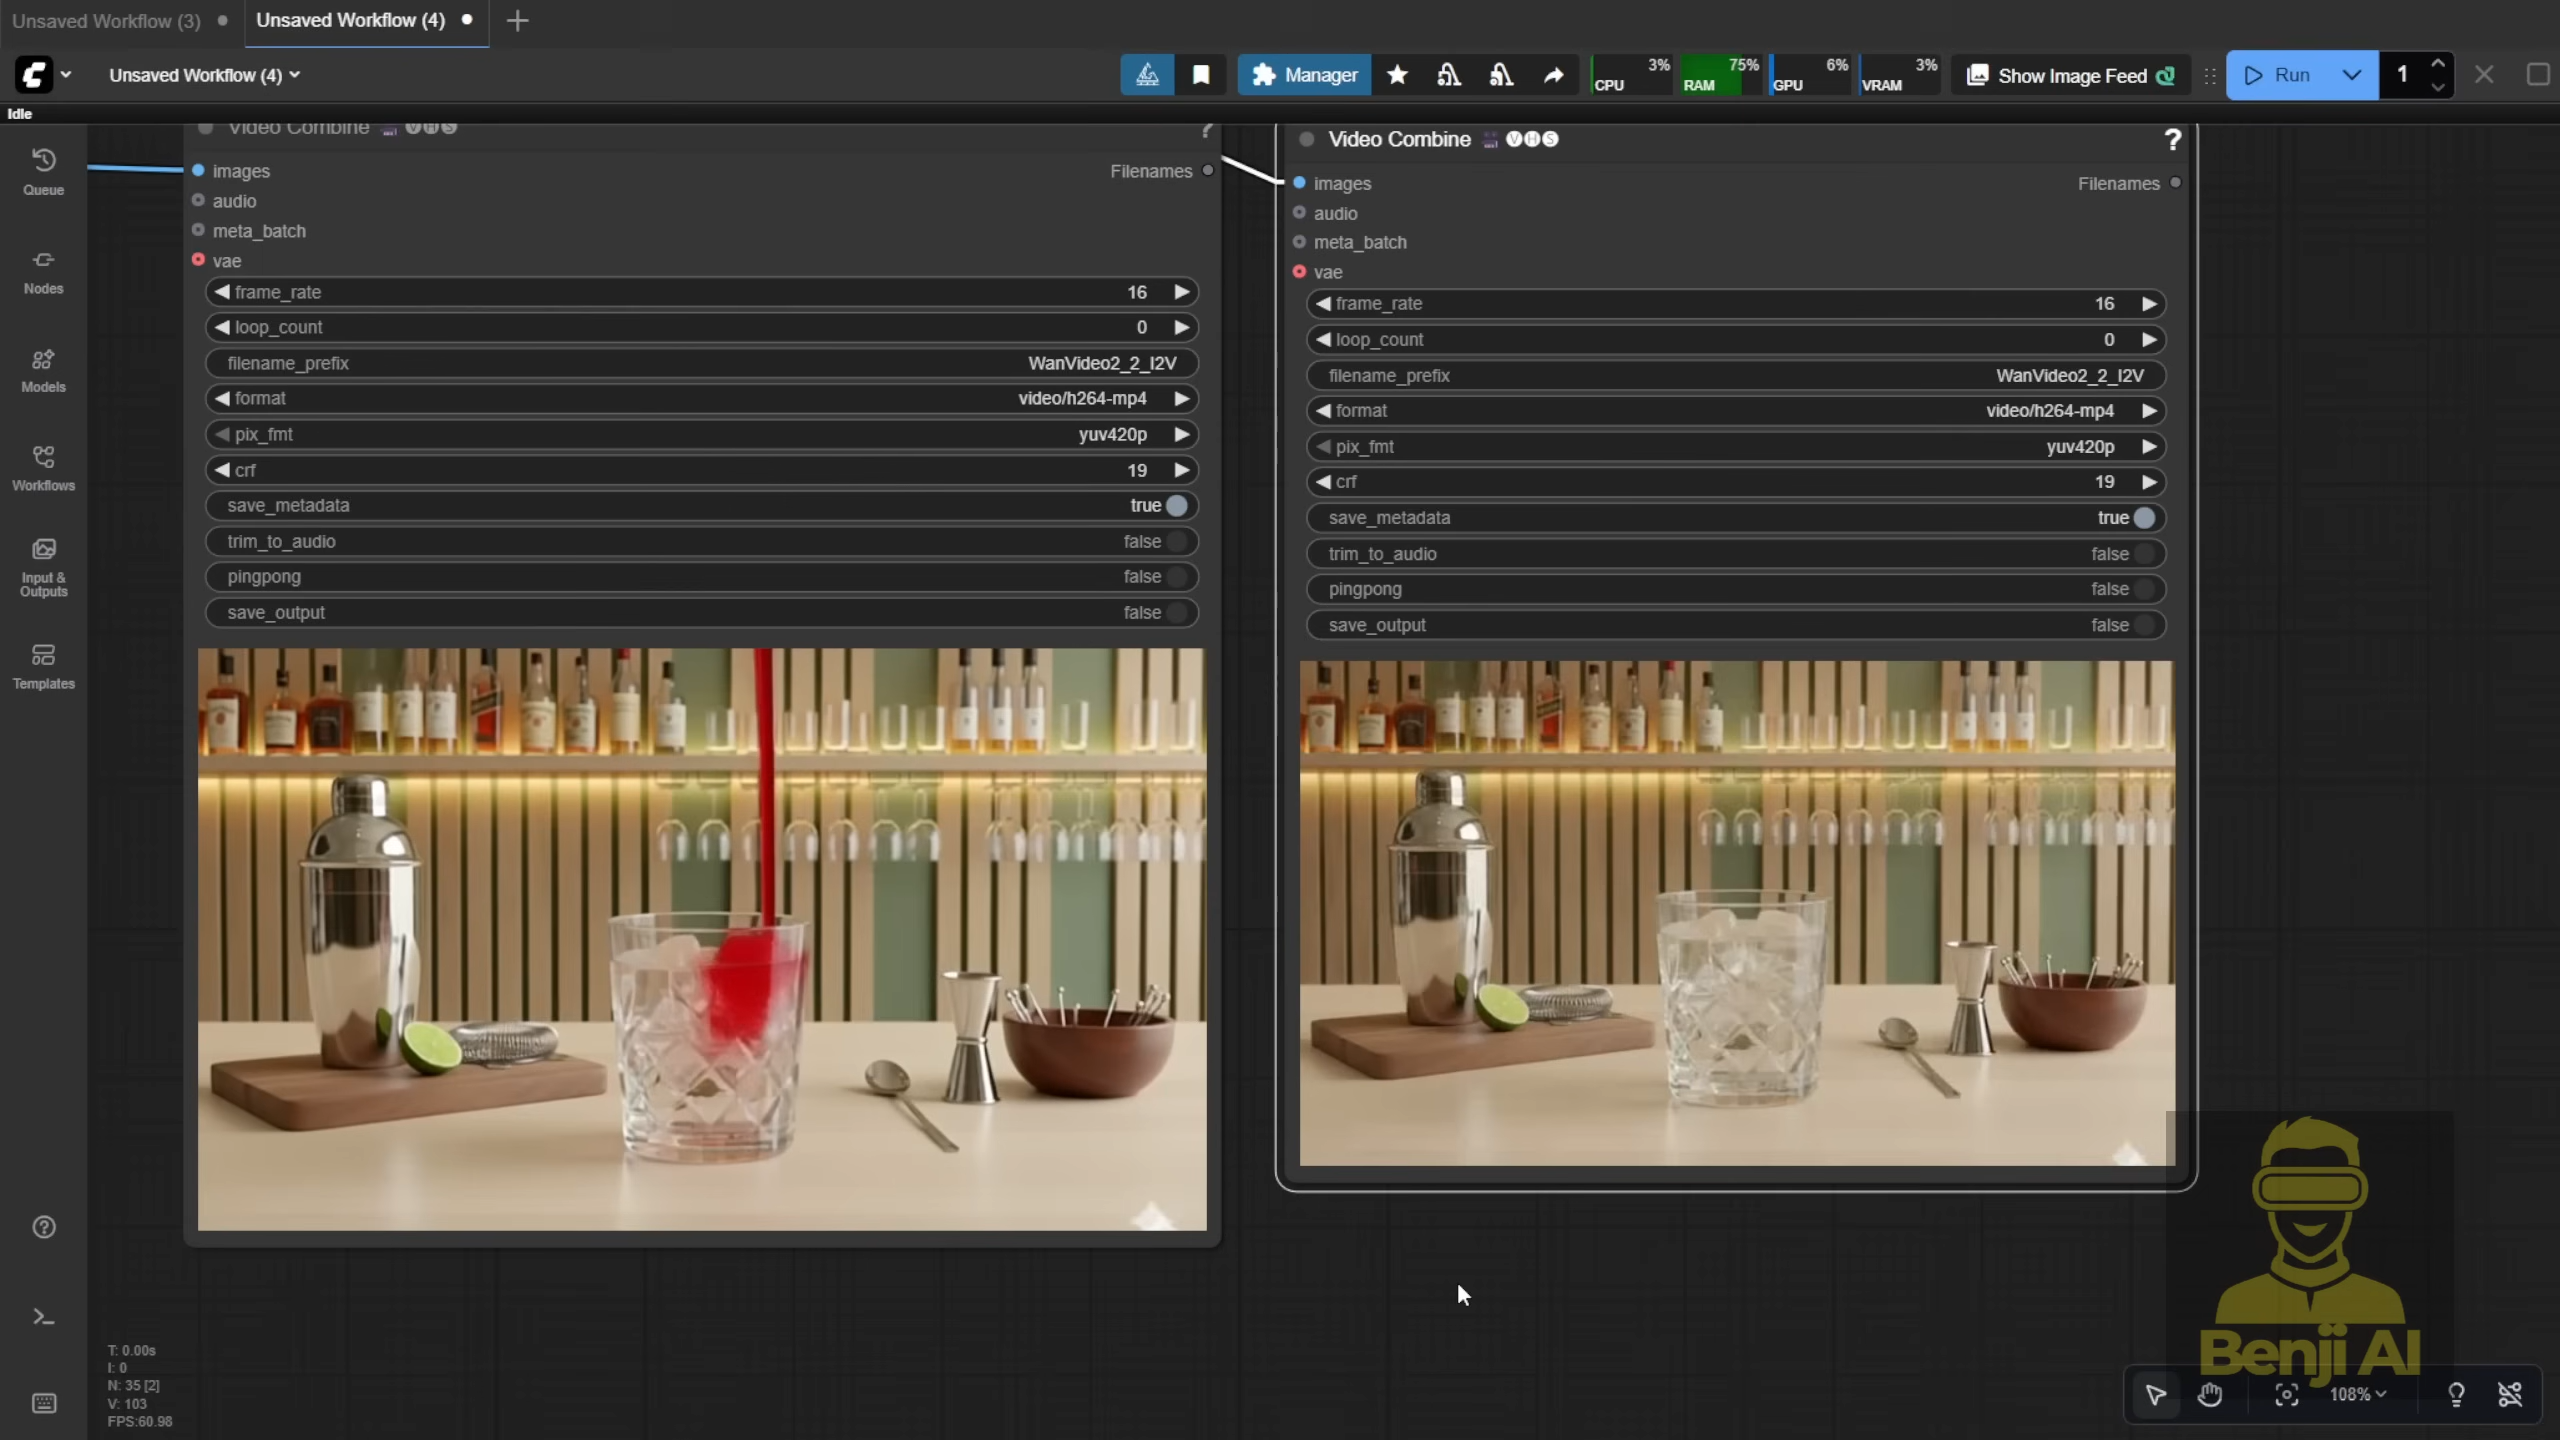 Unsaved Workflow (3)
Unsaved Workflow (4)
Unsaved Workflow (4)
Manager
CPU 3%
RAM 75%
GPU 6%
VRAM 3%
Show Image Feed
Run
1
Idle
Queue
Nodes
Models
Workflows
Input &
Outputs
Templates
Video Combine VHS
?
images
Filenames
audio
meta_batch
vae
frame_rate 16
loop_count 0
filename_prefix WanVideo2_2_I2V
format video/h264-mp4
pix_fmt yuv420p
crf 19
save_metadata true
trim_to_audio false
pingpong false
save_output false
Video Combine VHS
?
images
Filenames
audio
meta_batch
vae
frame_rate 16
loop_count 0
filename_prefix WanVideo2_2_I2V
format video/h264-mp4
pix_fmt yuv420p
crf 19
save_metadata true
trim_to_audio false
pingpong false
save_output false
T: 0.00s
I: 0
N: 35 [2]
V: 103
FPS:60.98
Benji AI
108%